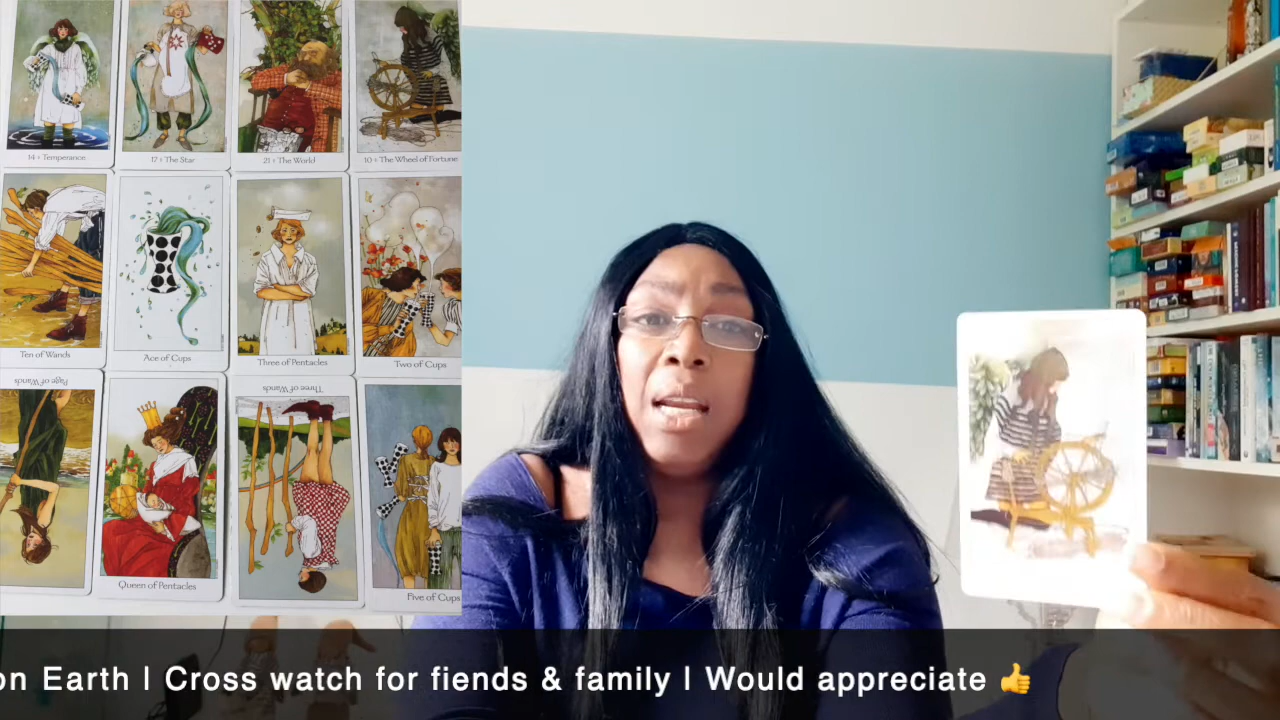 14 ÷ Temperance
17 ÷ The Star
21 ÷ The World
10 ÷ The Wheel of Fortune
Ten of Wands
Ace of Cups
Three of Pentacles
Two of Cups
Page of Wands
Three of Wands
Queen of Pentacles
Five of Cups
on Earth | Cross watch for fiends & family | Would appreciate 👍